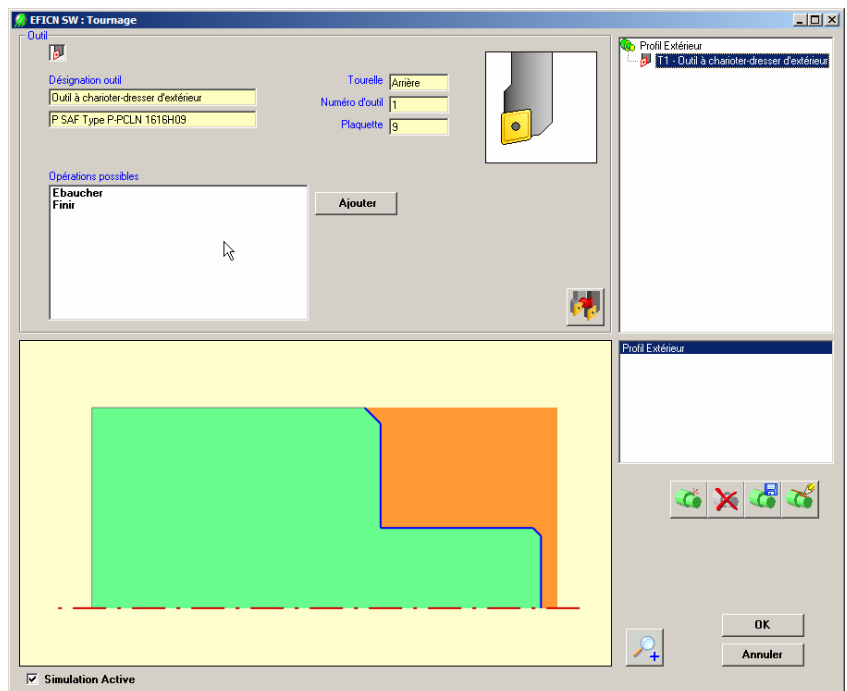 EFICN SW : Tournage
Outil
Désignation outil
Outil à charioter-dresser d'extérieur
P SAF Type P-PCLN 1616H09
Tourelle Arrière
Numéro d'outil 1
Plaquette 9
Opérations possibles
Ebaucher
Finir
Ajouter
Profil Extérieur
T1 - Outil à charioter-dresser d'extérieur
Profil Extérieur
OK
Annuler
Simulation Active